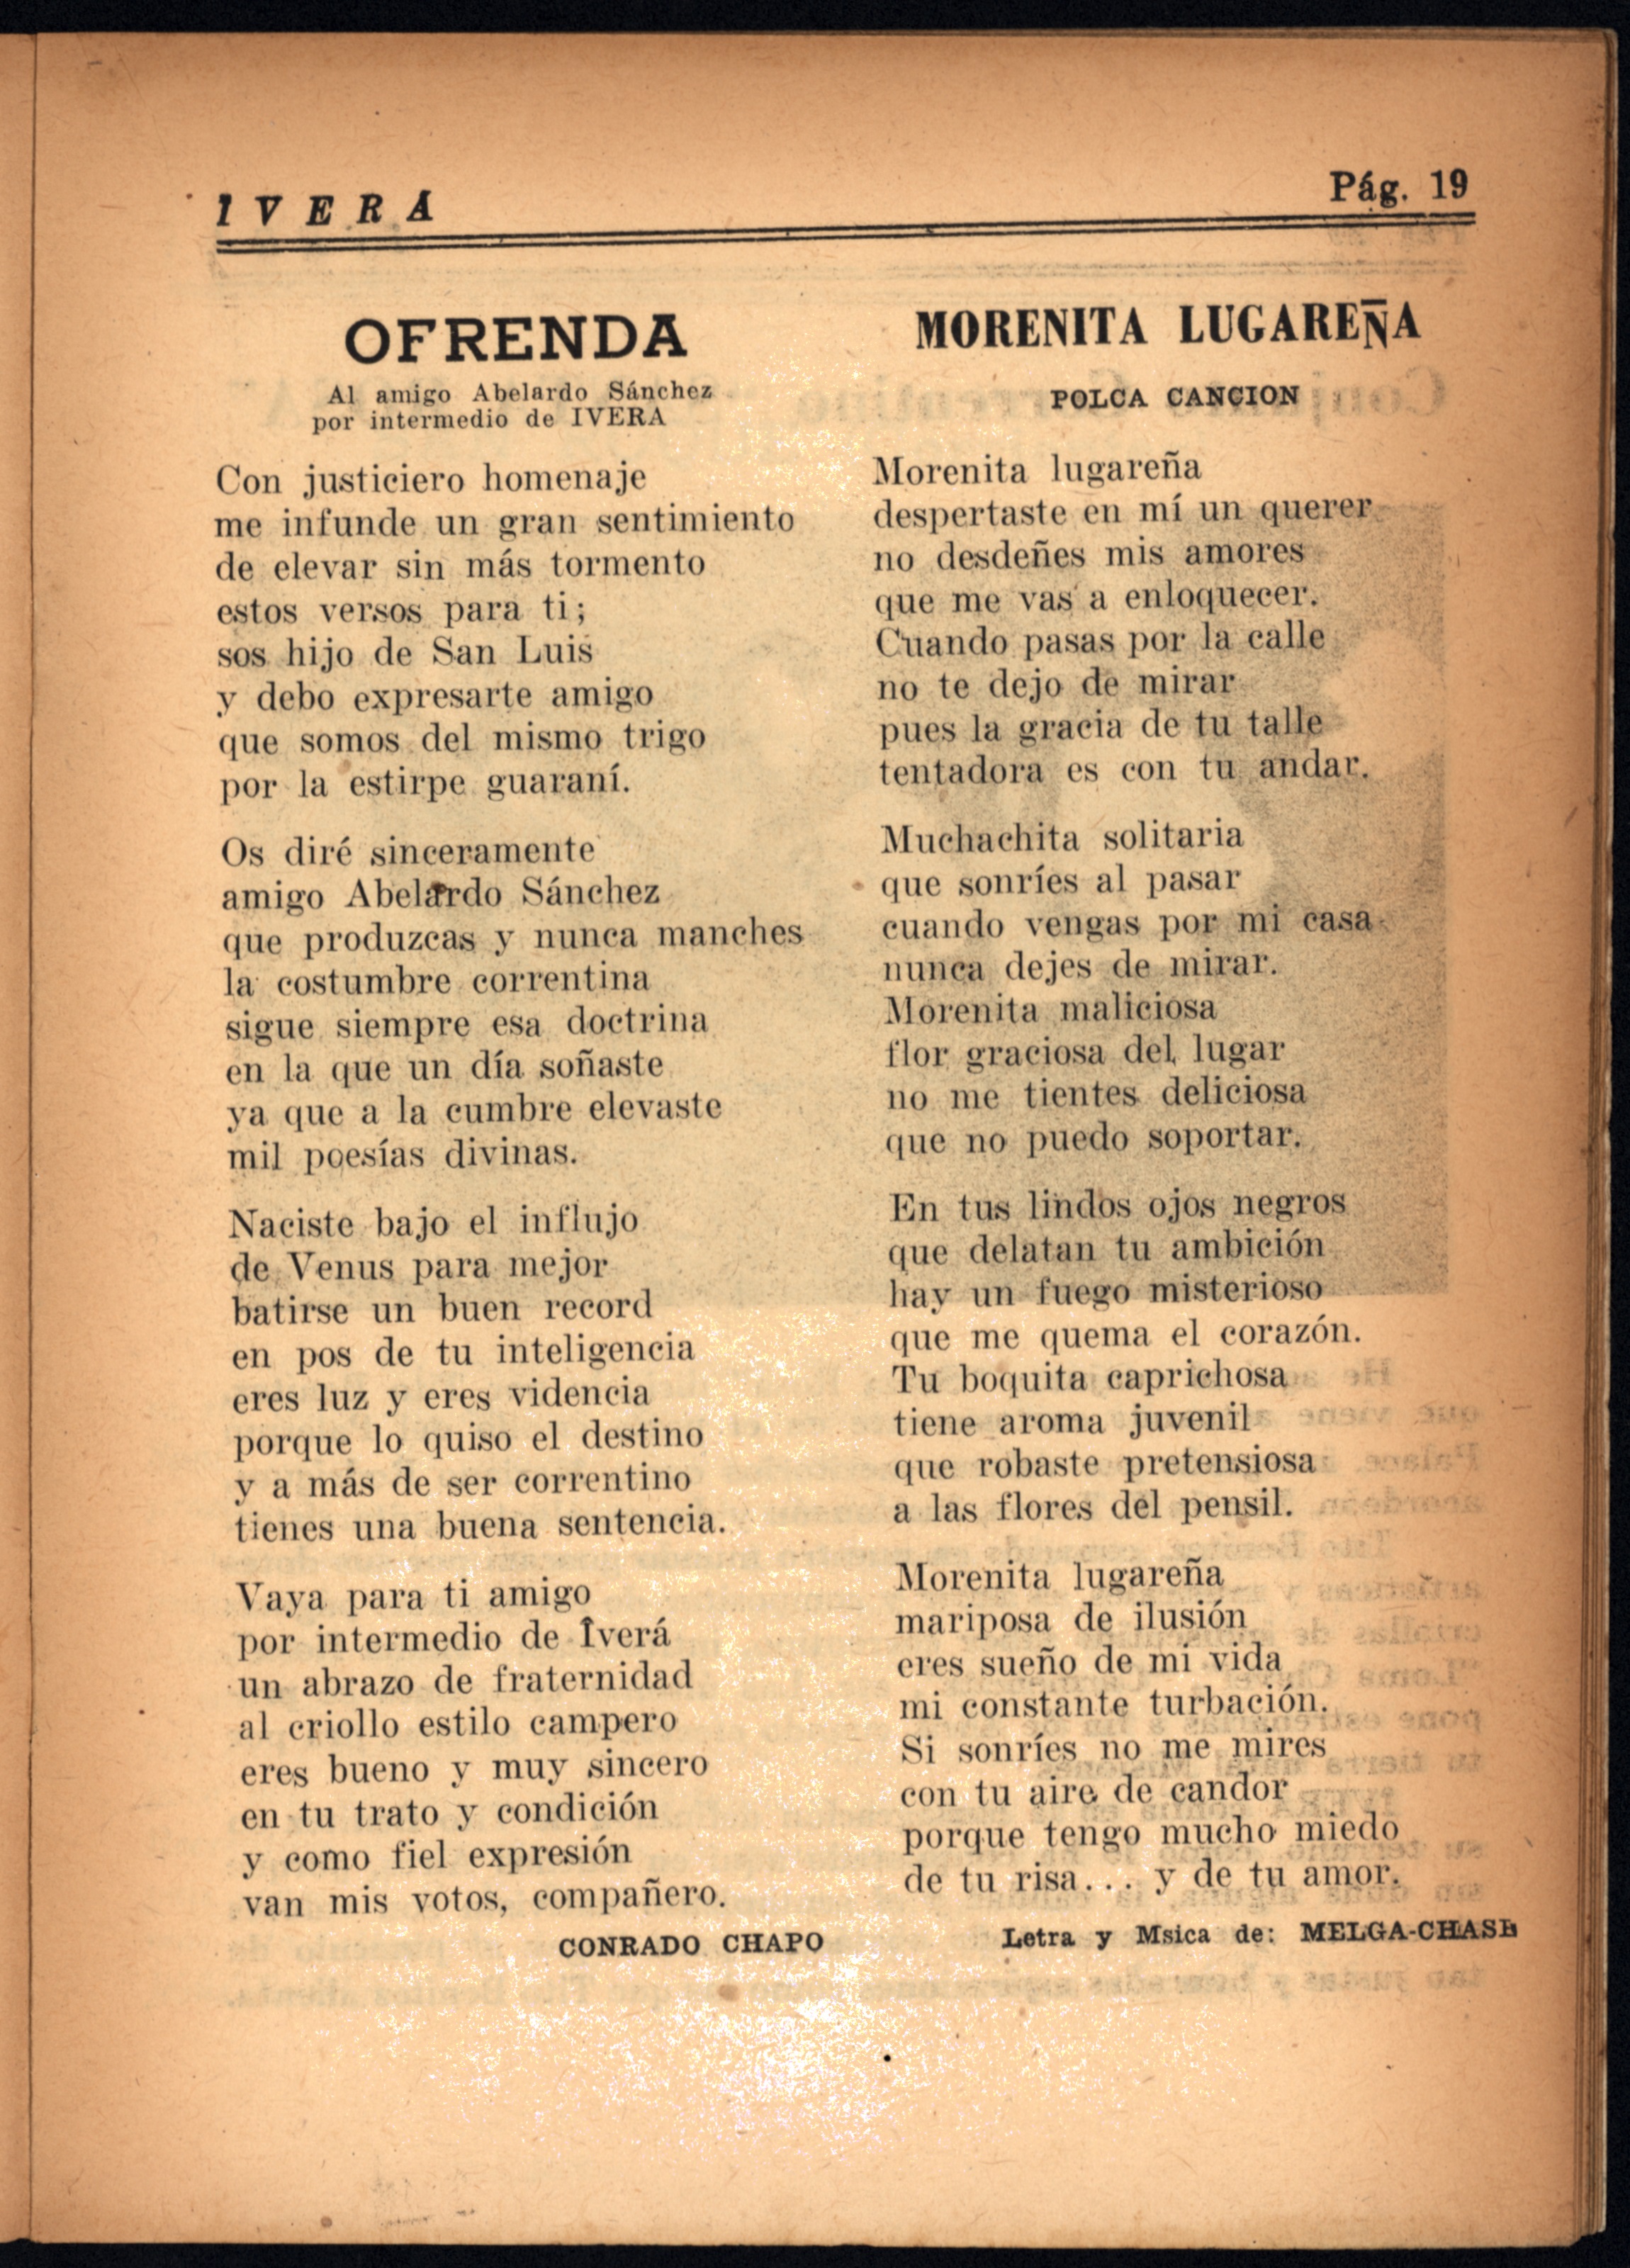 IVERA
Pág. 19
OFRENDA
Al amigo Abelardo Sánchez
por intermedio de IVERA
Con justiciero homenaje
me infunde un gran sentimiento
de elevar sin más tormento
estos versos para ti;
sos hijo de San Luis
y debo expresarte amigo
que somos del mismo trigo
por la estirpe guaraní.
Os diré sinceramente
amigo Abelardo Sánchez
que produzcas y nunca manches
la costumbre correntina
sigue siempre esa doctrina
en la que un día soñaste
ya que a la cumbre elevaste
mil poesías divinas.
Naciste bajo el influjo
de Venus para mejor
batirse un buen record
en pos de tu inteligencia
eres luz y eres videncia
porque lo quiso el destino
y a más de ser correntino
tienes una buena sentencia.
Vaya para ti amigo
por intermedio de Îverá
un abrazo de fraternidad
al criollo estilo campero
eres bueno y muy sincero
en tu trato y condición
y como fiel expresión
van mis votos, compañero.
CONRADO CHAPO
MORENITA LUGAREÑA
POLCA CANCION
Morenita lugareña
despertaste en mí un querer
no desdeñes mis amores
que me vas a enloquecer.
Cuando pasas por la calle
no te dejo de mirar
pues la gracia de tu talle
tentadora es con tu andar.
Muchachita solitaria
que sonríes al pasar
cuando vengas por mi casa
nunca dejes de mirar.
Morenita maliciosa
flor graciosa del lugar
no me tientes deliciosa
que no puedo soportar.
En tus lindos ojos negros
que delatan tu ambición
hay un fuego misterioso
que me quema el corazón.
Tu boquita caprichosa
tiene aroma juvenil
que robaste pretensiosa
a las flores del pensil.
Morenita lugareña
mariposa de ilusión
eres sueño de mi vida
mi constante turbación.
Si sonríes no me mires
con tu aire de candor
porque tengo mucho miedo
de tu risa... y de tu amor.
Letra y Msica de: MELGA-CHASE